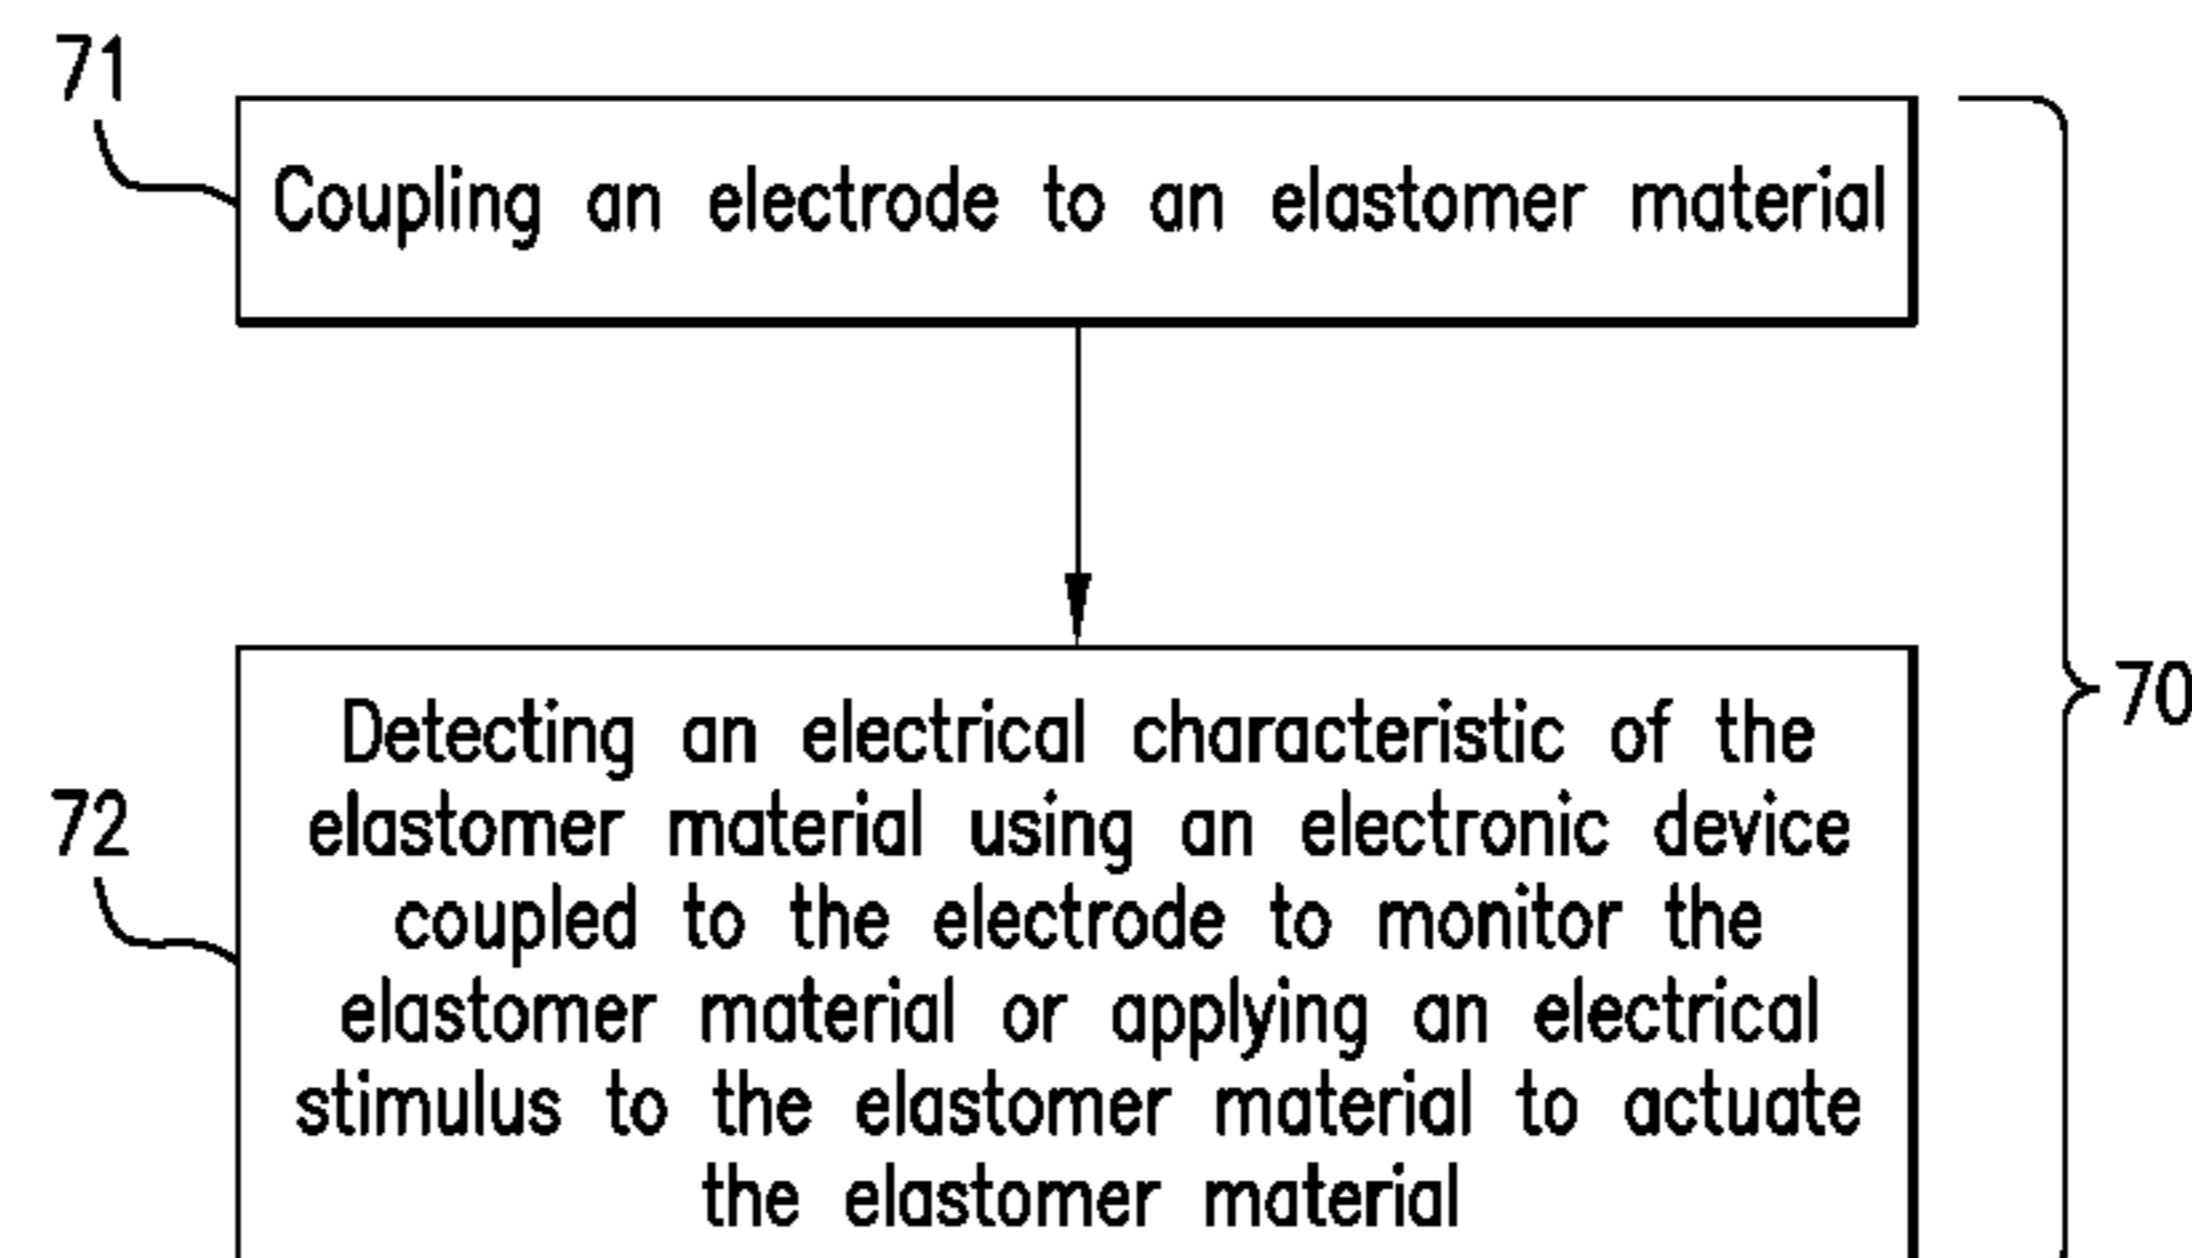 71
Coupling an electrode to an elastomer material
70
Detecting an electrical characteristic of the
elastomer material using an electronic device
coupled to the electrode to monitor the
elastomer material or applying an electrical
stimulus to the elastomer material to actuate
the elastomer material
72